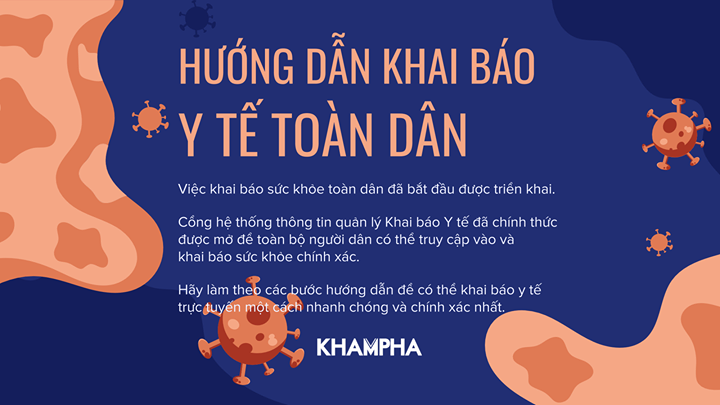 HƯỚNG DẪN KHAI BÁO
Y TẾ TOÀN DÂN
Việc khai báo sức khỏe toàn dân đã bắt đầu được triển khai.
Cổng hệ thống thông tin quản lý Khai báo Y tế đã chính thức
được mở để toàn bộ người dân có thể truy cập vào và
khai báo sức khỏe chính xác.
Hãy làm theo các bước hướng dẫn để có thể khai báo y tế
trực tuyến một cách nhanh chóng và chính xác nhất.
KHAMPHA